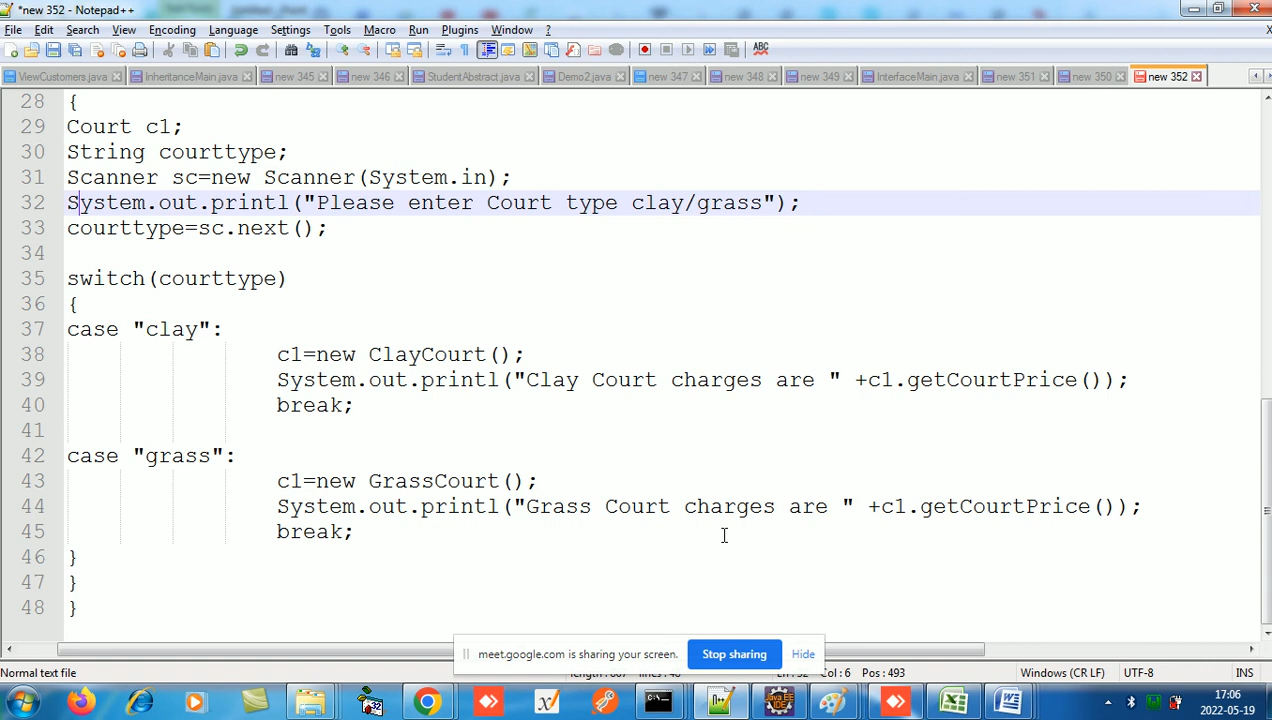 *new 352 - Notepad++
File Edit Search View Encoding Language Settings Tools Macro Run Plugins Window ? X
ABC
ViewCustomers.java InheritanceMain.java new 345 new 346 StudentAbstract.java Demo2.java new 347 new 348 new 349 InterfaceMain.java new 351 new 350 new 352
28 {
29 Court c1;
30 String courttype;
31 Scanner sc=new Scanner(System.in);
32 System.out.printl("Please enter Court type clay/grass");
33 courttype=sc.next();
34
35 switch(courttype)
36 {
37 case "clay":
38 c1=new ClayCourt();
39 System.out.printl("Clay Court charges are " +c1.getCourtPrice());
40 break;
41
42 case "grass":
43 c1=new GrassCourt();
44 System.out.printl("Grass Court charges are " +c1.getCourtPrice());
45 break;
46 }
47 }
48 }
meet.google.com is sharing your screen. Stop sharing Hide
Normal text file Col : 6 Pos : 493 Windows (CR LF) UTF-8 INS
17:06
2022-05-19